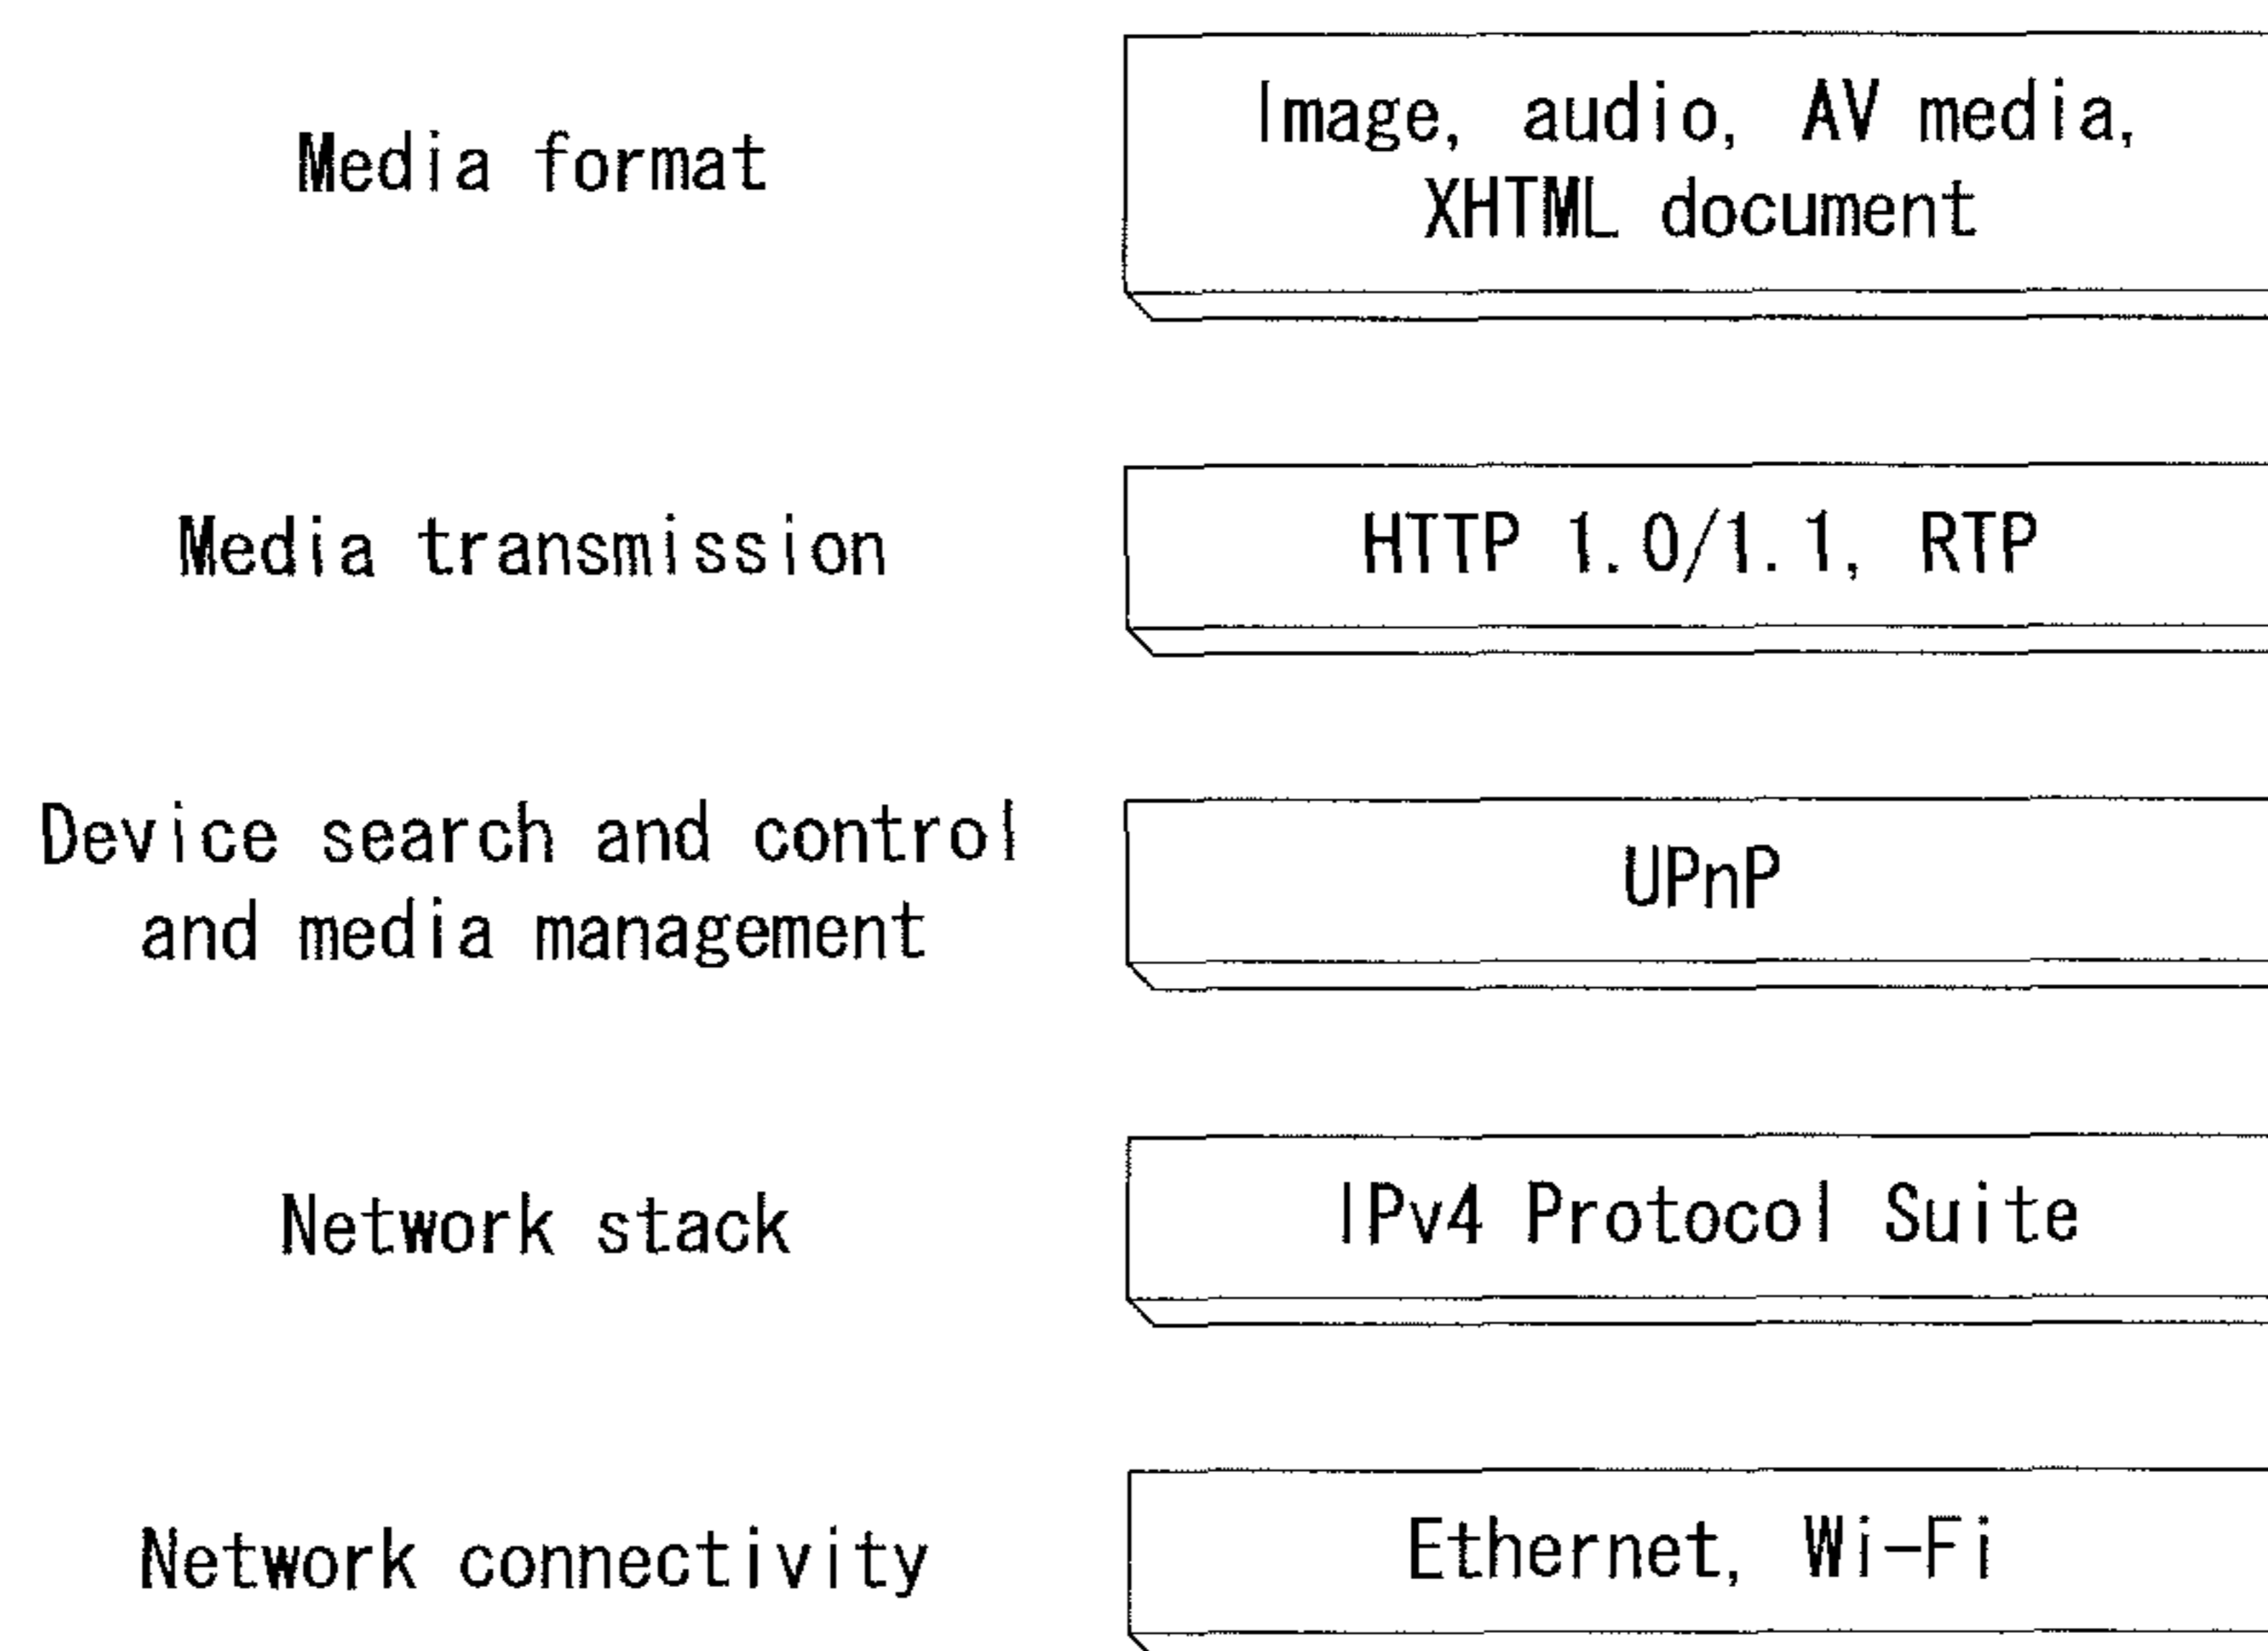 Media format
Image, audio, AV media,
XHTML document
Media transmission
HTTP 1.0/1.1, RTP
Device search and control
and media management
UPnP
Network stack
IPv4 Protocol Suite
Network connectivity
Ethernet, Wi-Fi